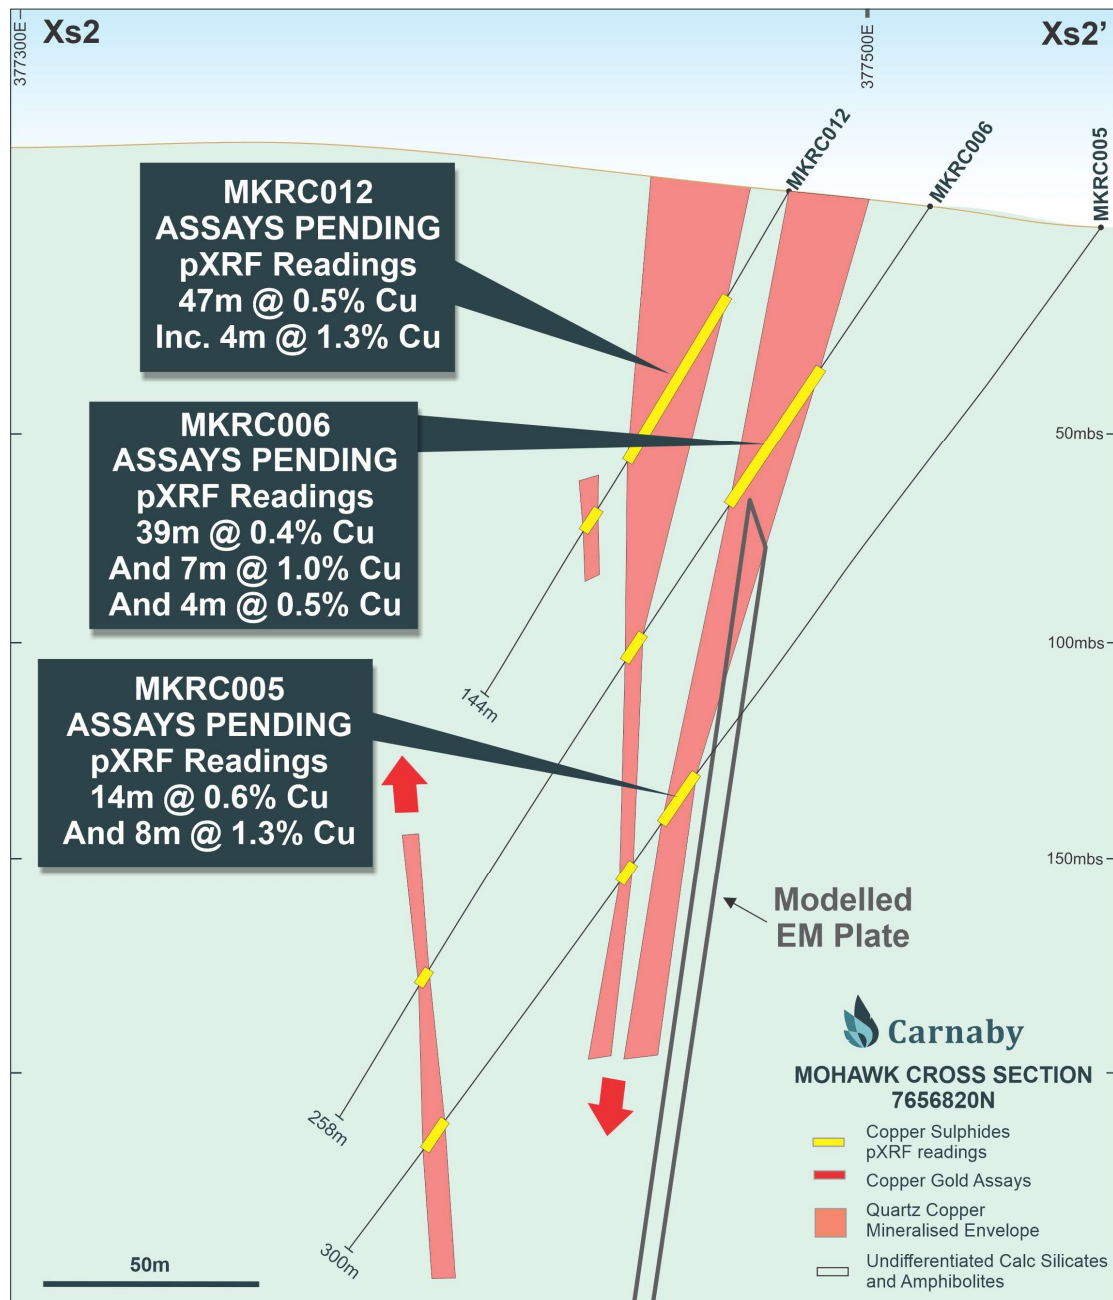 Xs2
Xs2’
377300E
377500E
MKRC012
MKRC006
MKRC005
MKRC012
ASSAYS PENDING
pXRF Readings
47m @ 0.5% Cu
Inc. 4m @ 1.3% Cu
MKRC006
ASSAYS PENDING
pXRF Readings
39m @ 0.4% Cu
And 7m @ 1.0% Cu
And 4m @ 0.5% Cu
MKRC005
ASSAYS PENDING
pXRF Readings
14m @ 0.6% Cu
And 8m @ 1.3% Cu
50mbs
100mbs
150mbs
144m
258m
300m
Modelled
EM Plate
Carnaby
MOHAWK CROSS SECTION
7656820N
Copper Sulphides
pXRF readings
Copper Gold Assays
Quartz Copper
Mineralised Envelope
Undifferentiated Calc Silicates
and Amphibolites
50m